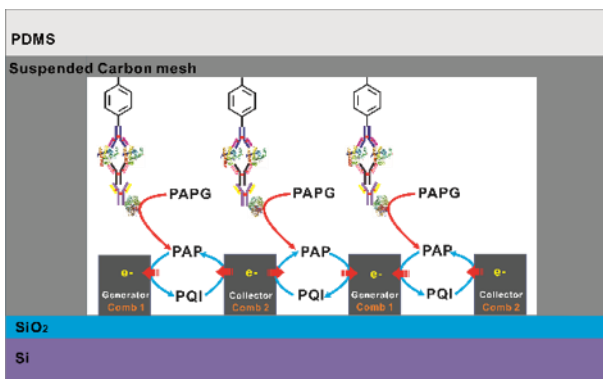 PDMS
Suspended Carbon mesh
PAPG PAPG PAPG
PAP PAP PAP
e- e- e- e-
Generator Collector Generator Collector
Comb 1 Comb 2 Comb 1 Comb 2
PQI PQI PQI
SiO2
Si